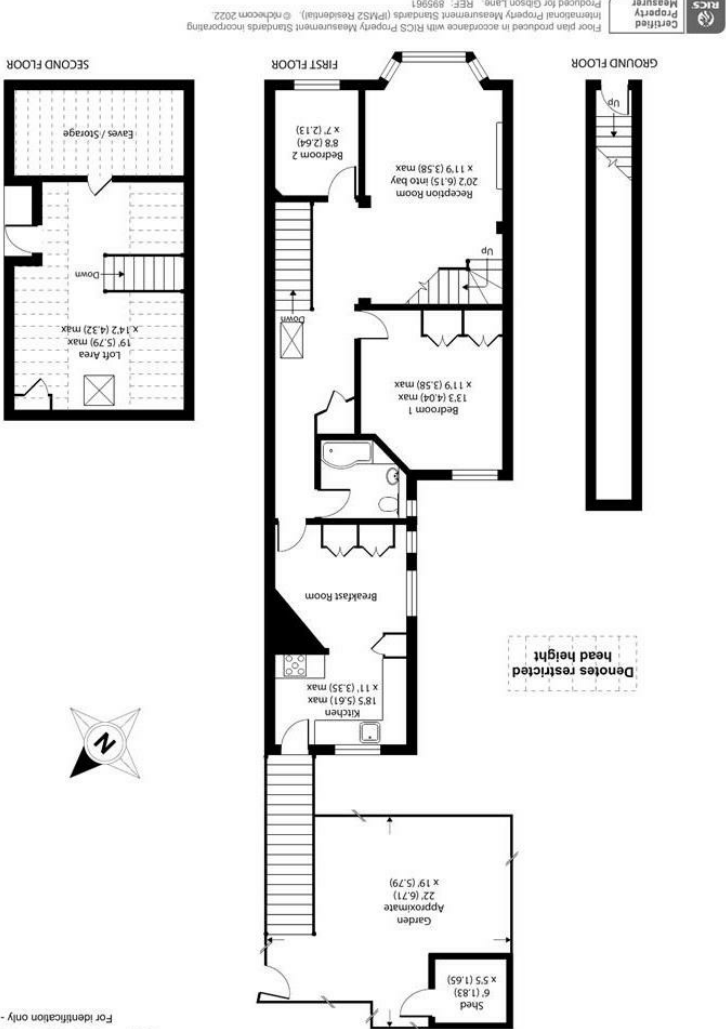 For identification only -
Shed
6' (1.83)
x 5'5 (1.65)
Garden
Approximate
22' (6.71)
x 19' (5.79)
N
Kitchen
18'5 (5.61) max
x 11' (3.35) max
Denotes restricted
head height
Breakfast Room
Bedroom 1
13'3 (4.04) max
x 11'9 (3.58) max
Down
Up
Reception Room
20'2 (6.15) into bay
x 11'9 (3.58) max
Bedroom 2
8'8 (2.64)
x 7' (2.13)
Loft Area
19' (5.79) max
x 14'2 (4.32) max
Down
Eaves / Storage
Up
GROUND FLOOR
FIRST FLOOR
SECOND FLOOR
RICS
Certified
Property
Measurer
Floor plan produced in accordance with RICS Property Measurement Standards incorporating
International Property Measurement Standards (IPMS2 Residential). © nichecom 2022.
Produced for Gibson Lane. REF: 895961